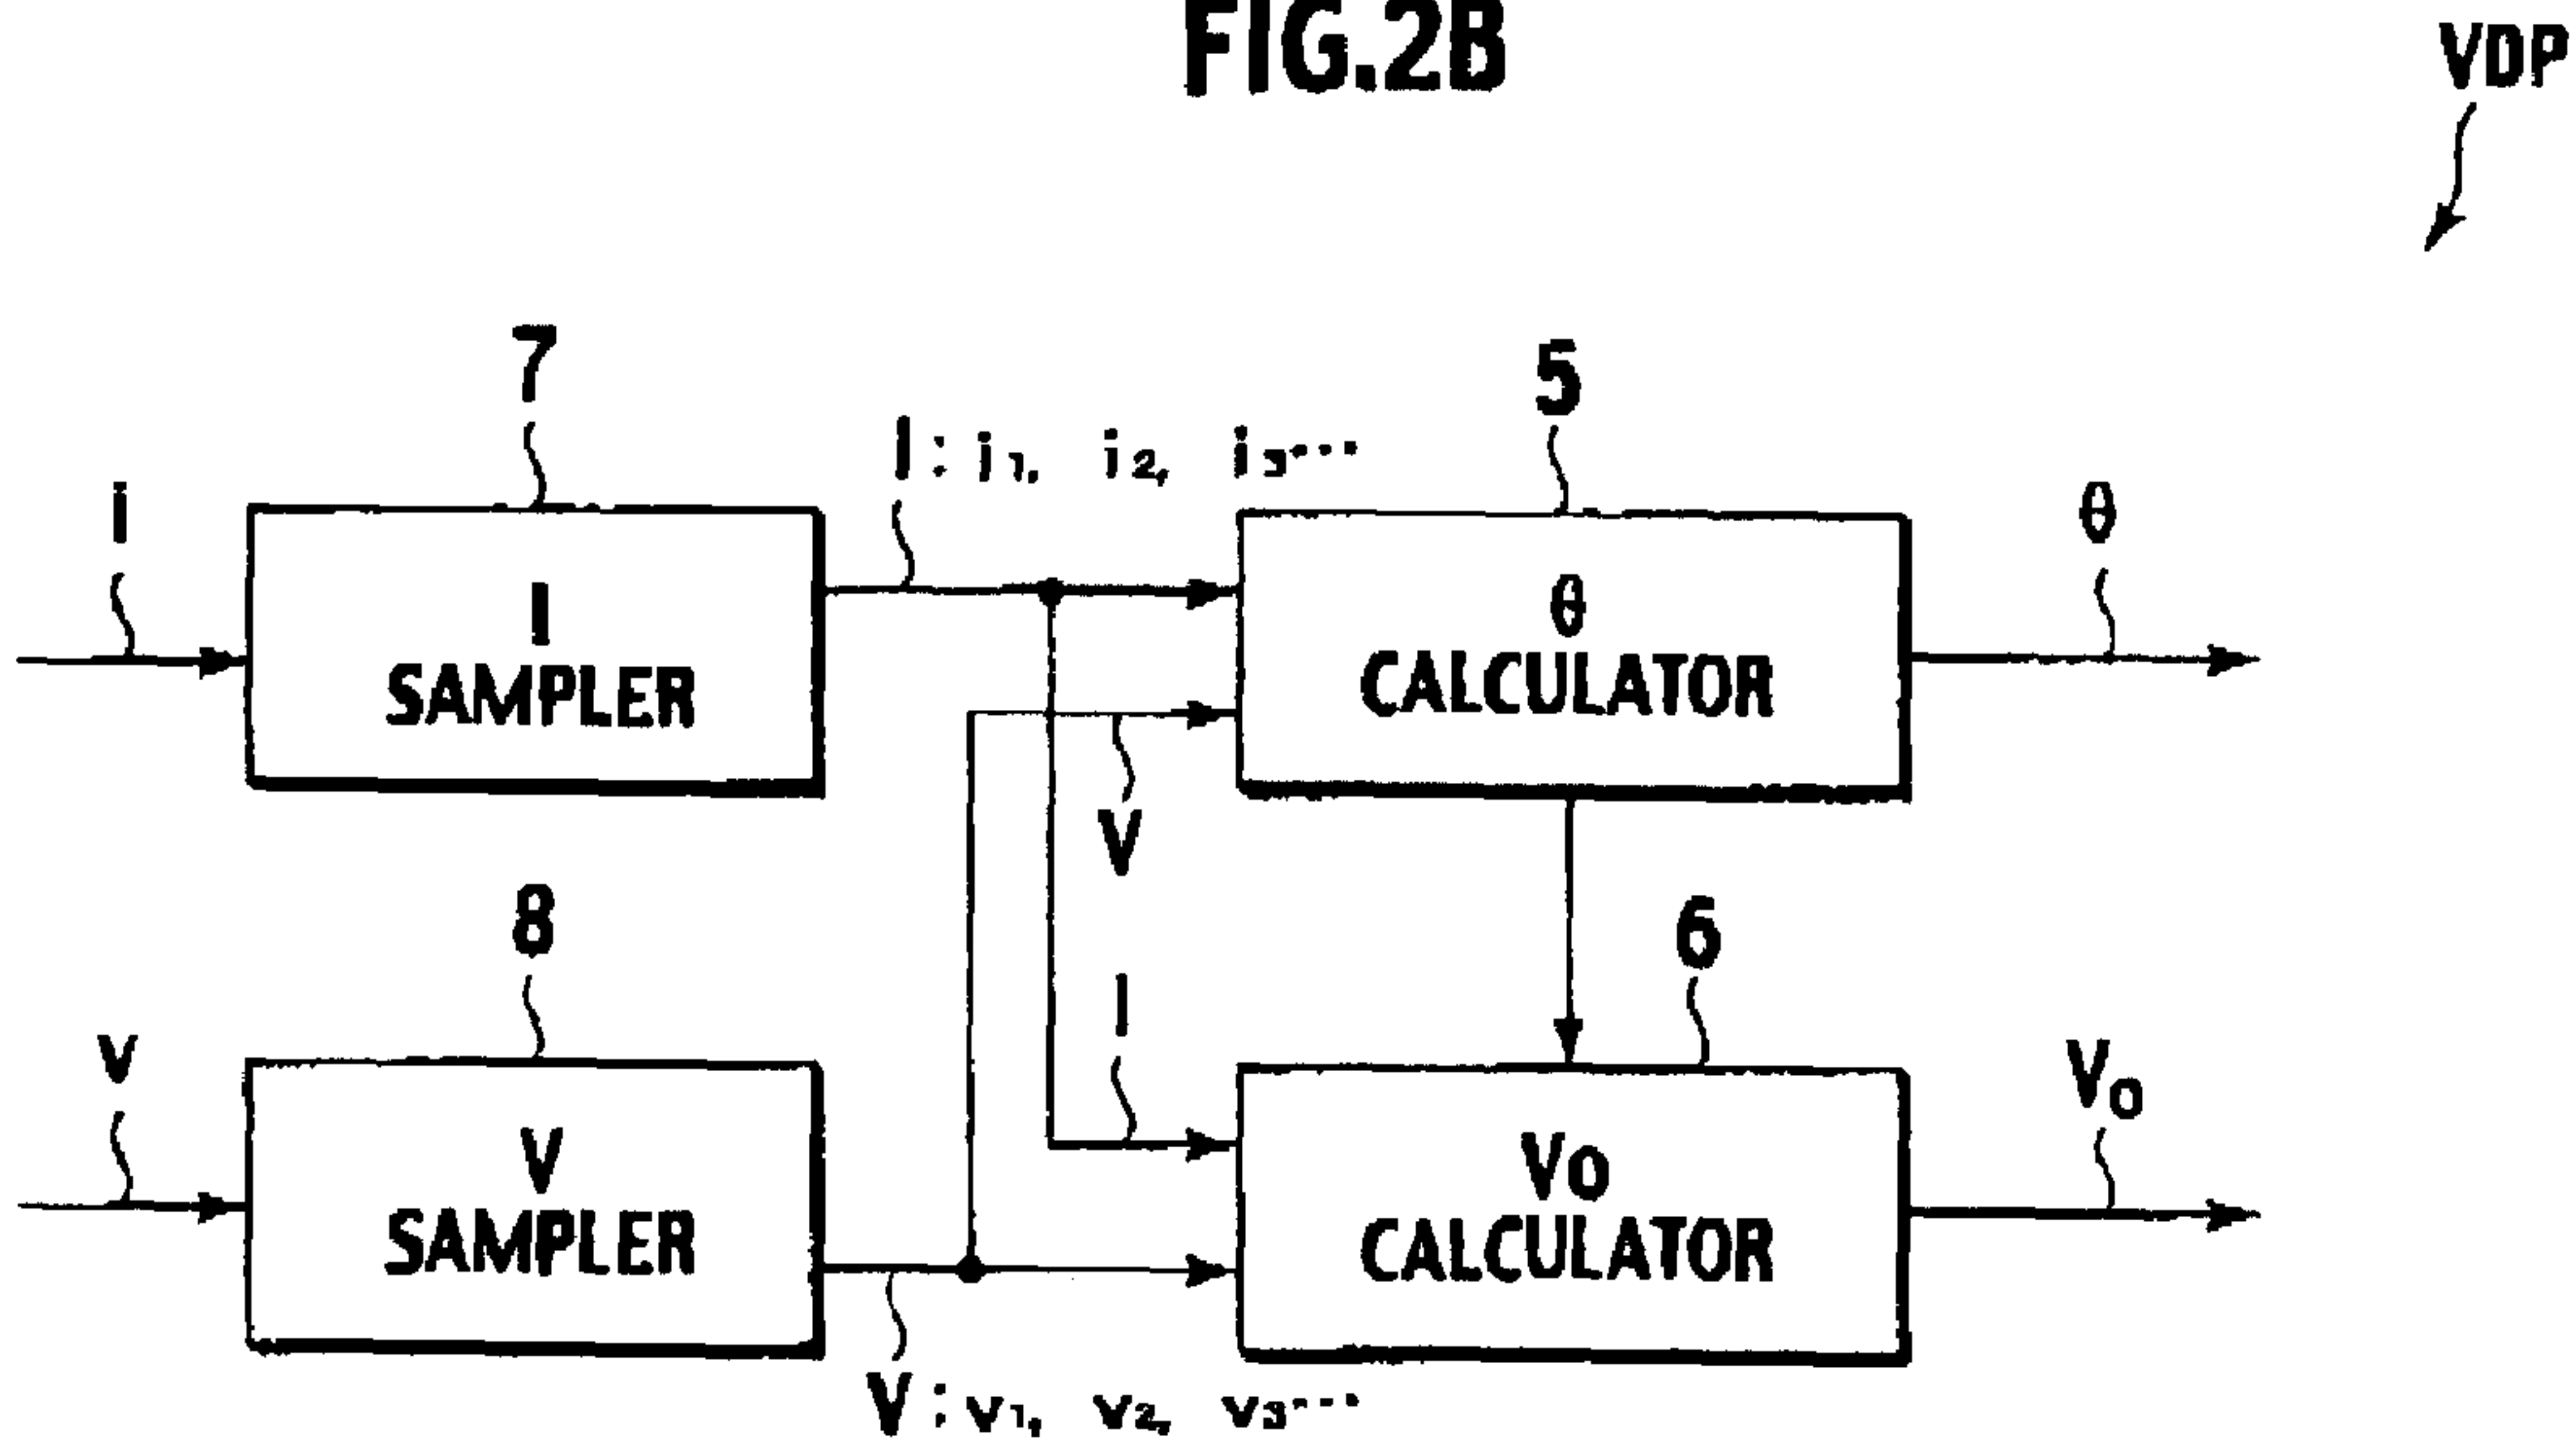 FIG.2B
VDP
7
5
I : i1, i2, i3···
i
I
SAMPLER
θ
CALCULATOR
θ
V
8
6
I
v
V
SAMPLER
Vo
CALCULATOR
Vo
V : v1, v2, v3···